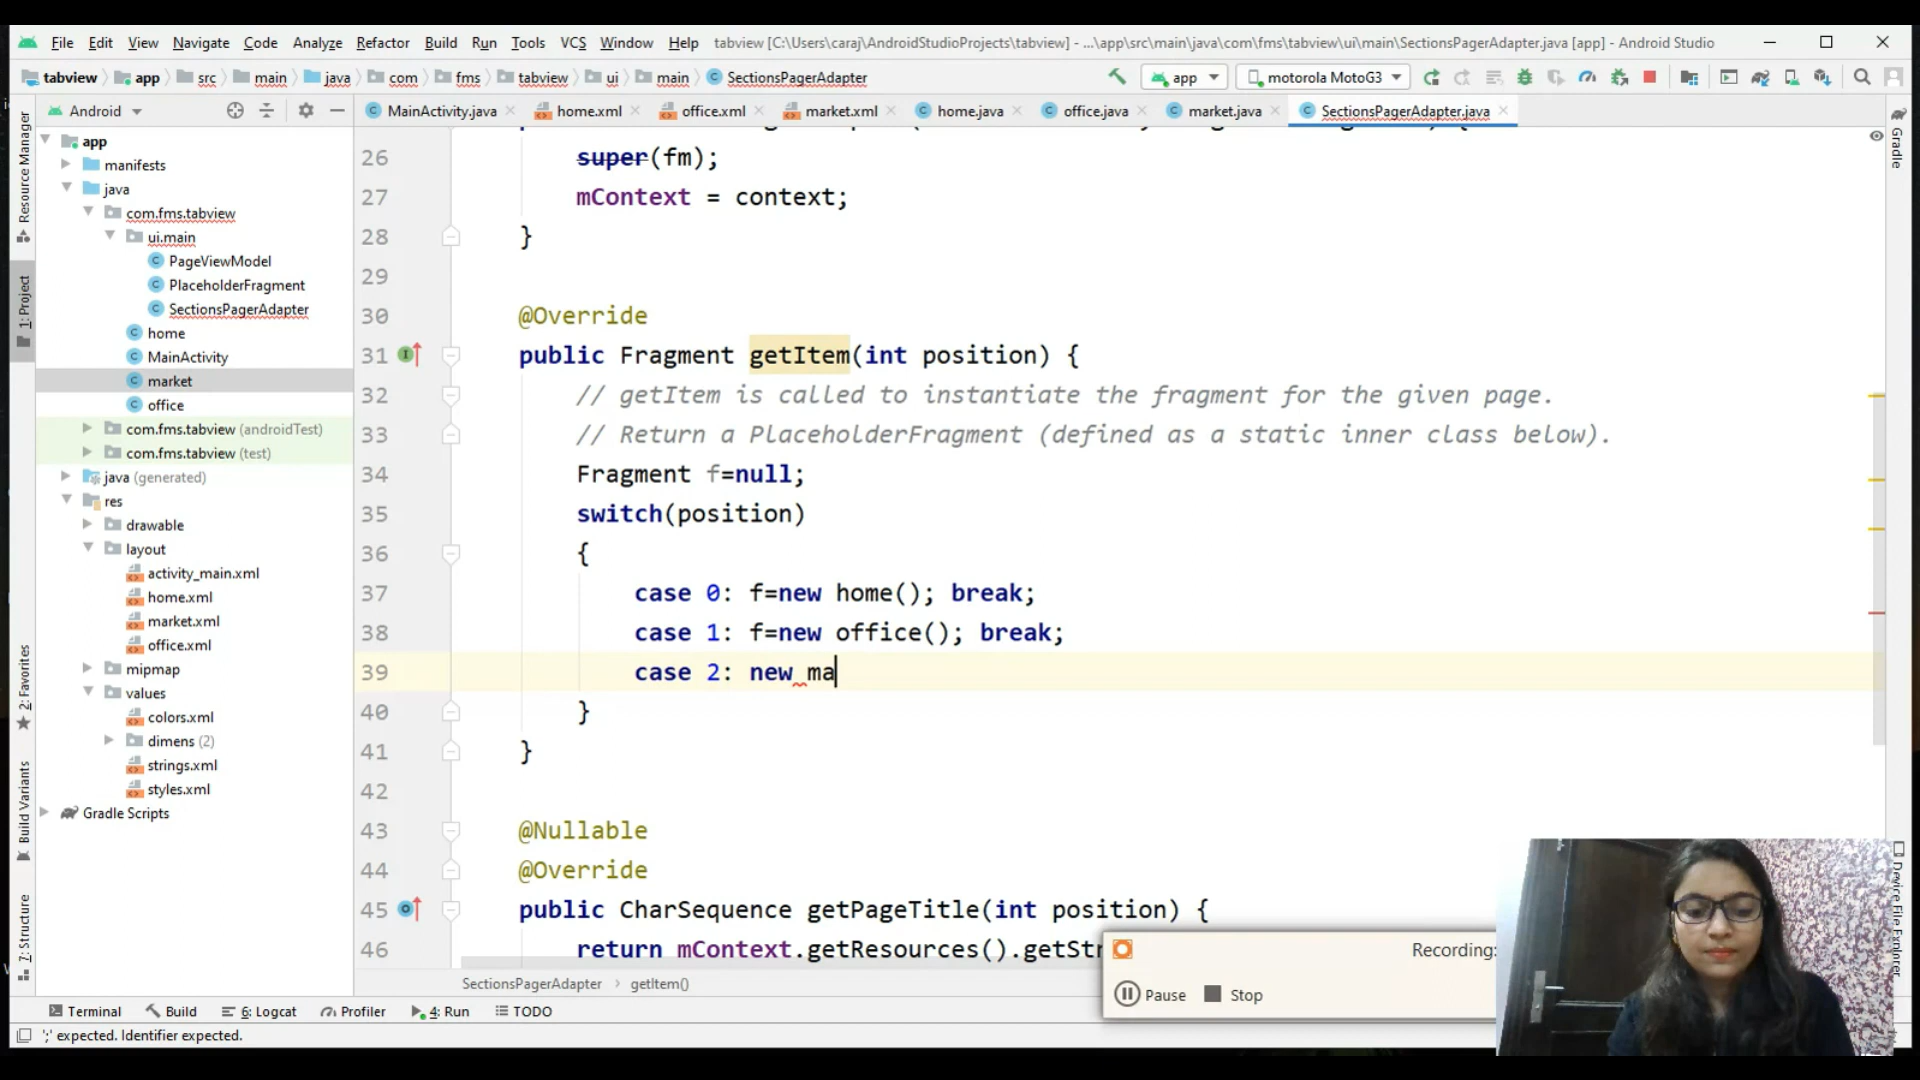 File Edit View Navigate Code Analyze Refactor Build Run Tools VCS Window Help tabview [C:\Users\caraj\AndroidStudioProjects\tabview] - ...\app\src\main\java\com\fms\tabview\ui\main\SectionsPagerAdapter.java [app] - Android Studio
tabview app src main java com fms tabview ui main SectionsPagerAdapter app motorola MotoG3
Android MainActivity.java home.xml office.xml market.xml home.java office.java market.java SectionsPagerAdapter.java
Resource Manager
1: Project
2: Favorites
Build Variants
7: Structure
app
manifests
java
com.fms.tabview
ui.main
PageViewModel
PlaceholderFragment
SectionsPagerAdapter
home
MainActivity
market
office
com.fms.tabview (androidTest)
com.fms.tabview (test)
java (generated)
res
drawable
layout
activity_main.xml
home.xml
market.xml
office.xml
mipmap
values
colors.xml
dimens (2)
strings.xml
styles.xml
Gradle Scripts
26 super(fm);
27 mContext = context;
28 }
29
30 @Override
31 public Fragment getItem(int position) {
32 // getItem is called to instantiate the fragment for the given page.
33 // Return a PlaceholderFragment (defined as a static inner class below).
34 Fragment f=null;
35 switch(position)
36 {
37 case 0: f=new home(); break;
38 case 1: f=new office(); break;
39 case 2: new ma
40 }
41 }
42
43 @Nullable
44 @Override
45 public CharSequence getPageTitle(int position) {
46 return mContext.getResources().getStr
SectionsPagerAdapter › getItem()
Gradle
Device File Explorer
Recording:
Pause Stop
Terminal Build 6: Logcat Profiler 4: Run TODO
';' expected. Identifier expected.